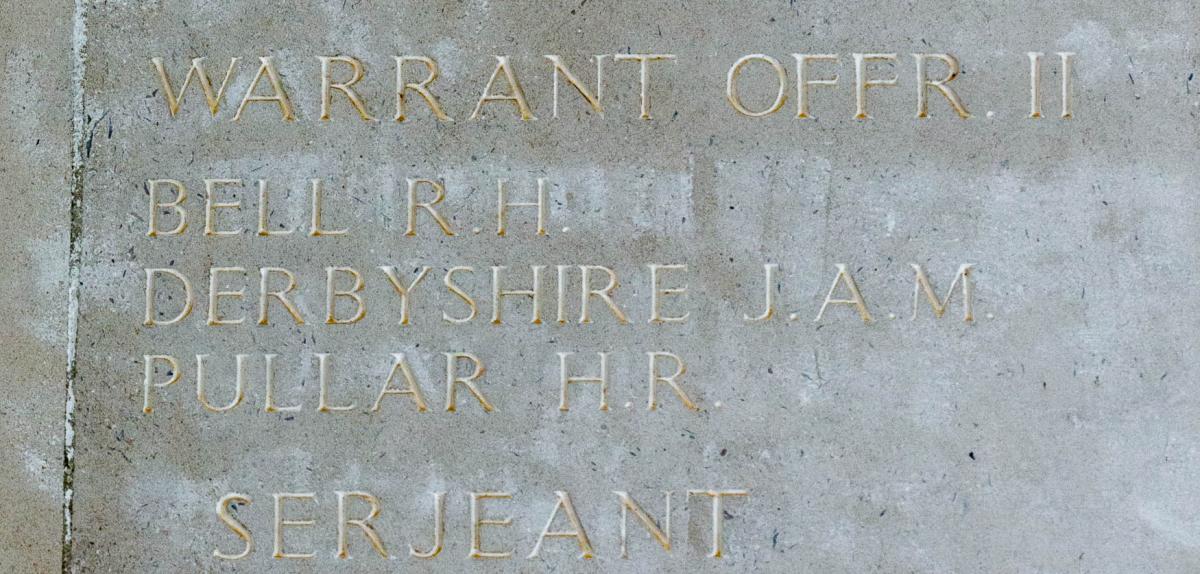 WARRANT OFFR. II
BELL R.H.
DERBYSHIRE J.A.M.
PULLAR H.R.
SERJEANT